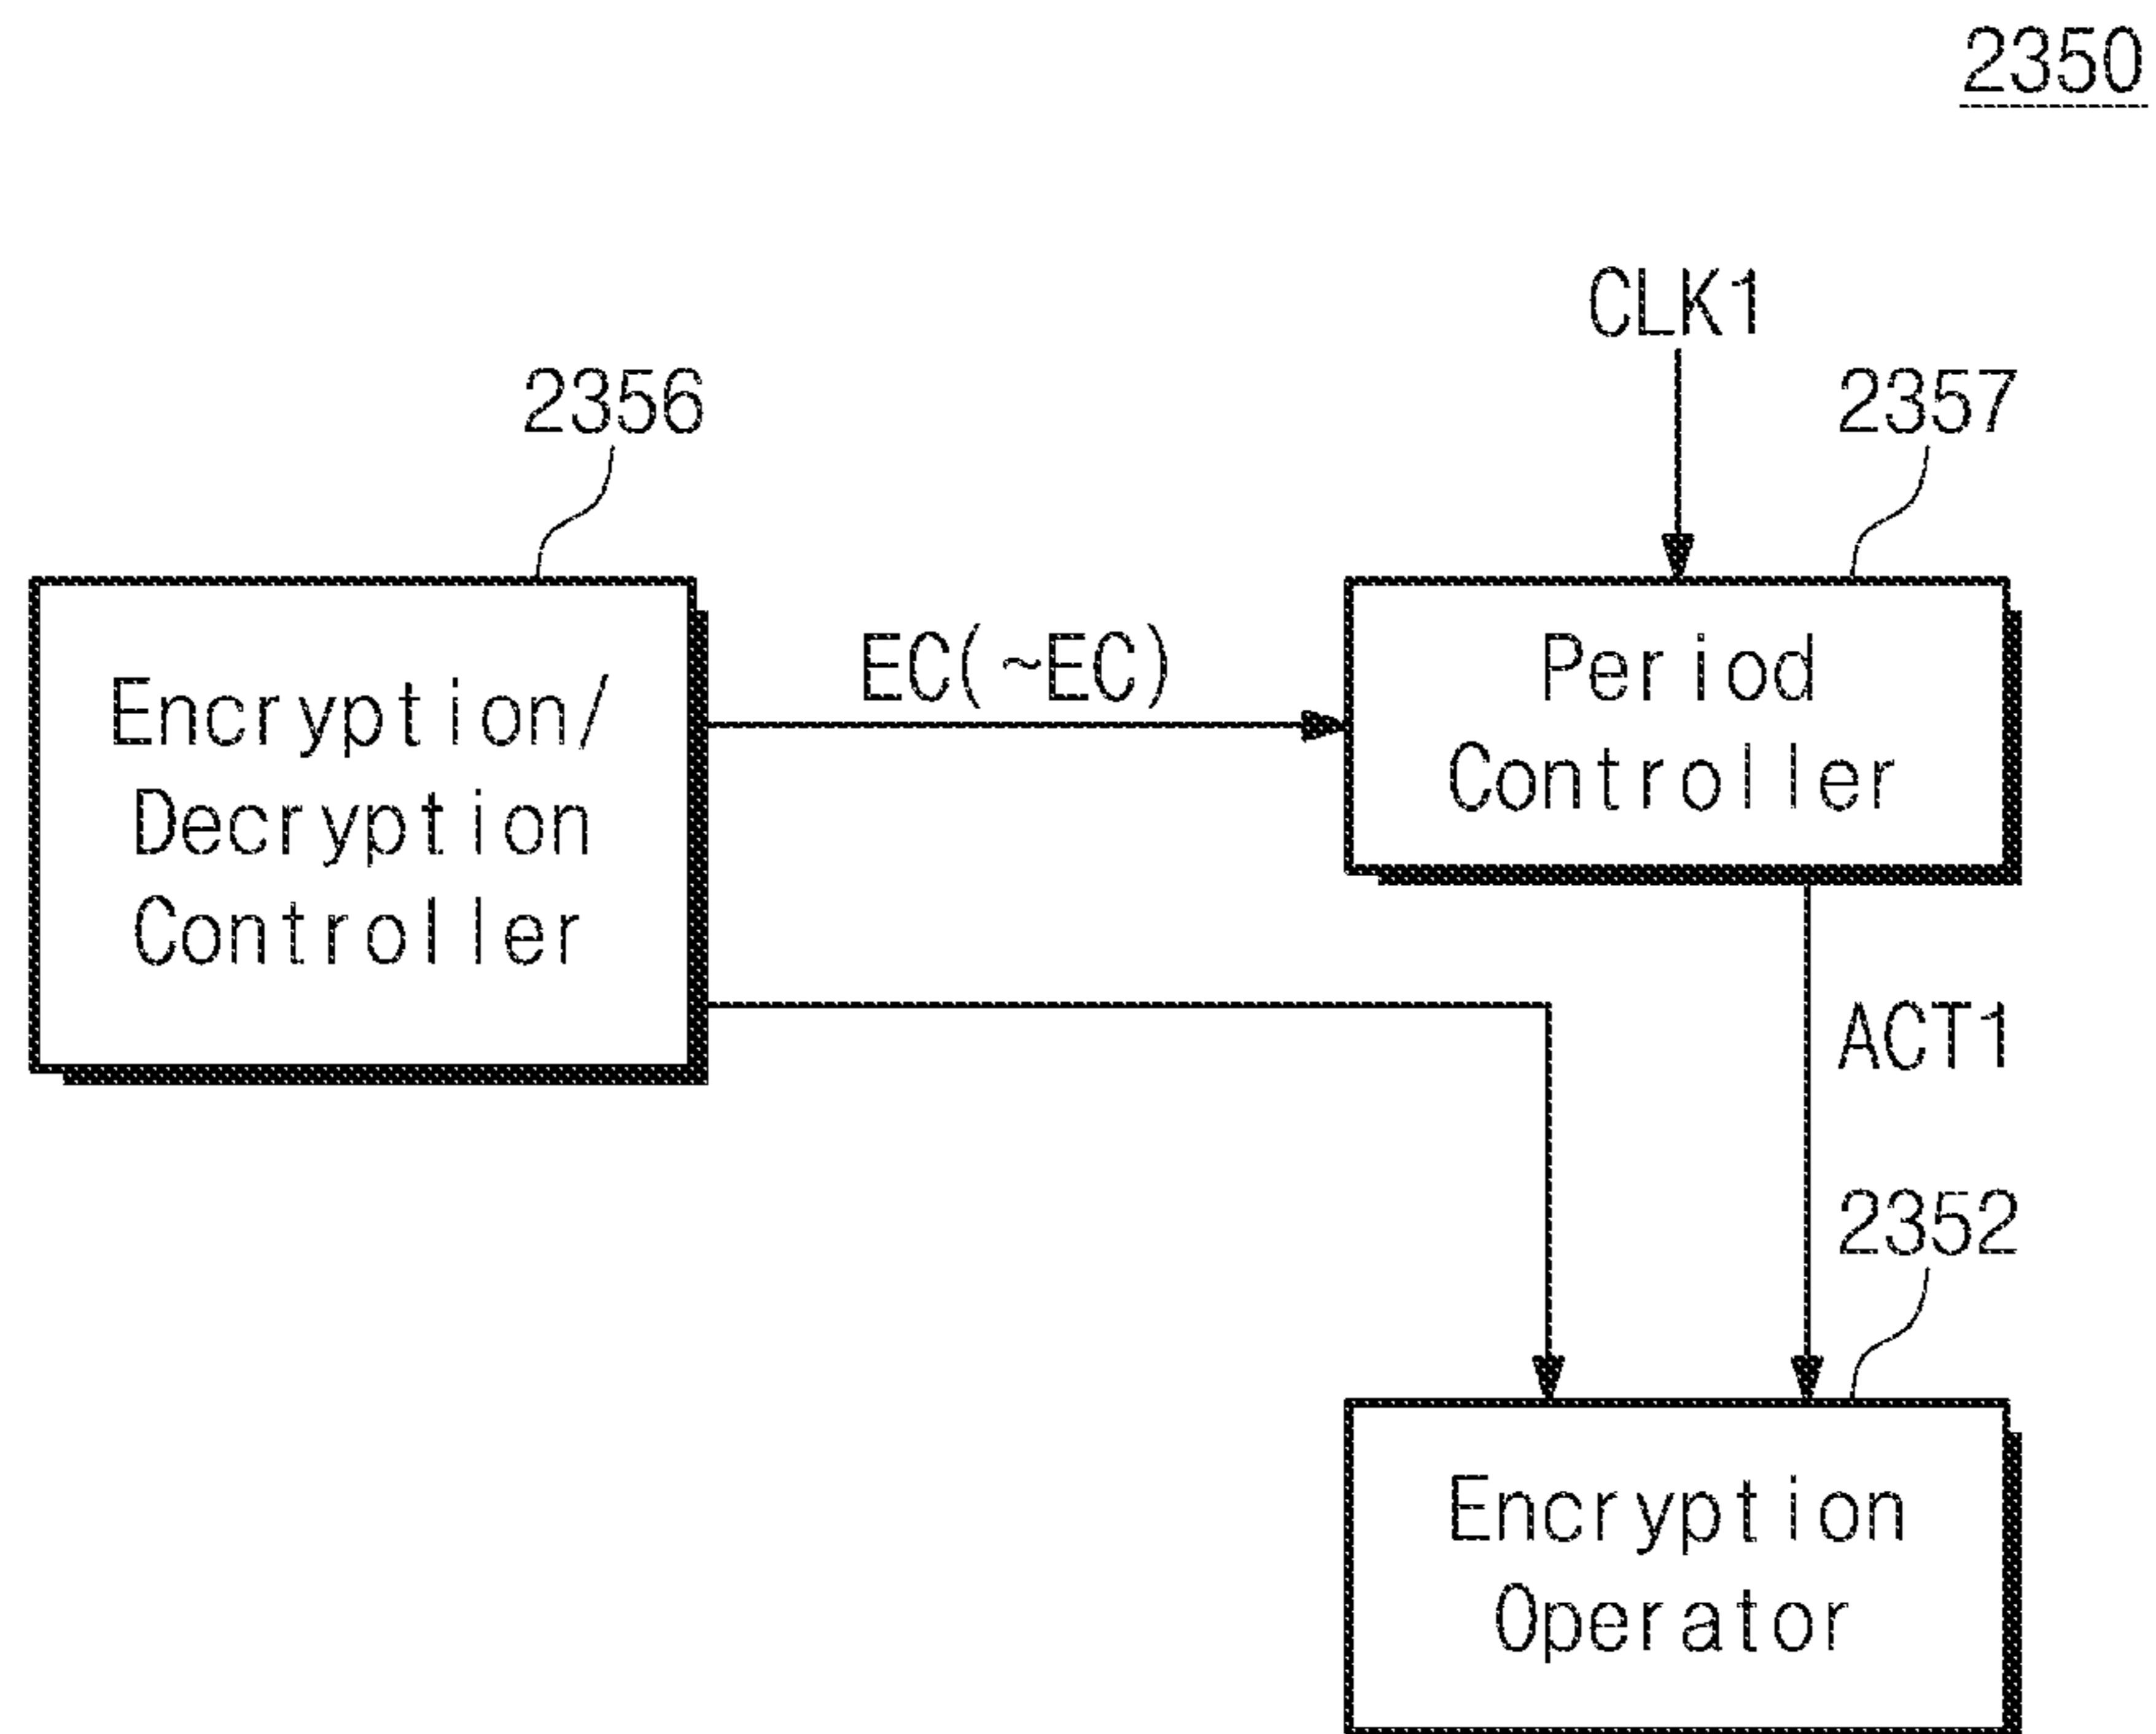 2350
CLK1
2356
2357
Encryption/
Decryption
Controller
EC(~EC)
Period
Controller
ACT1
2352
Encryption
Operator